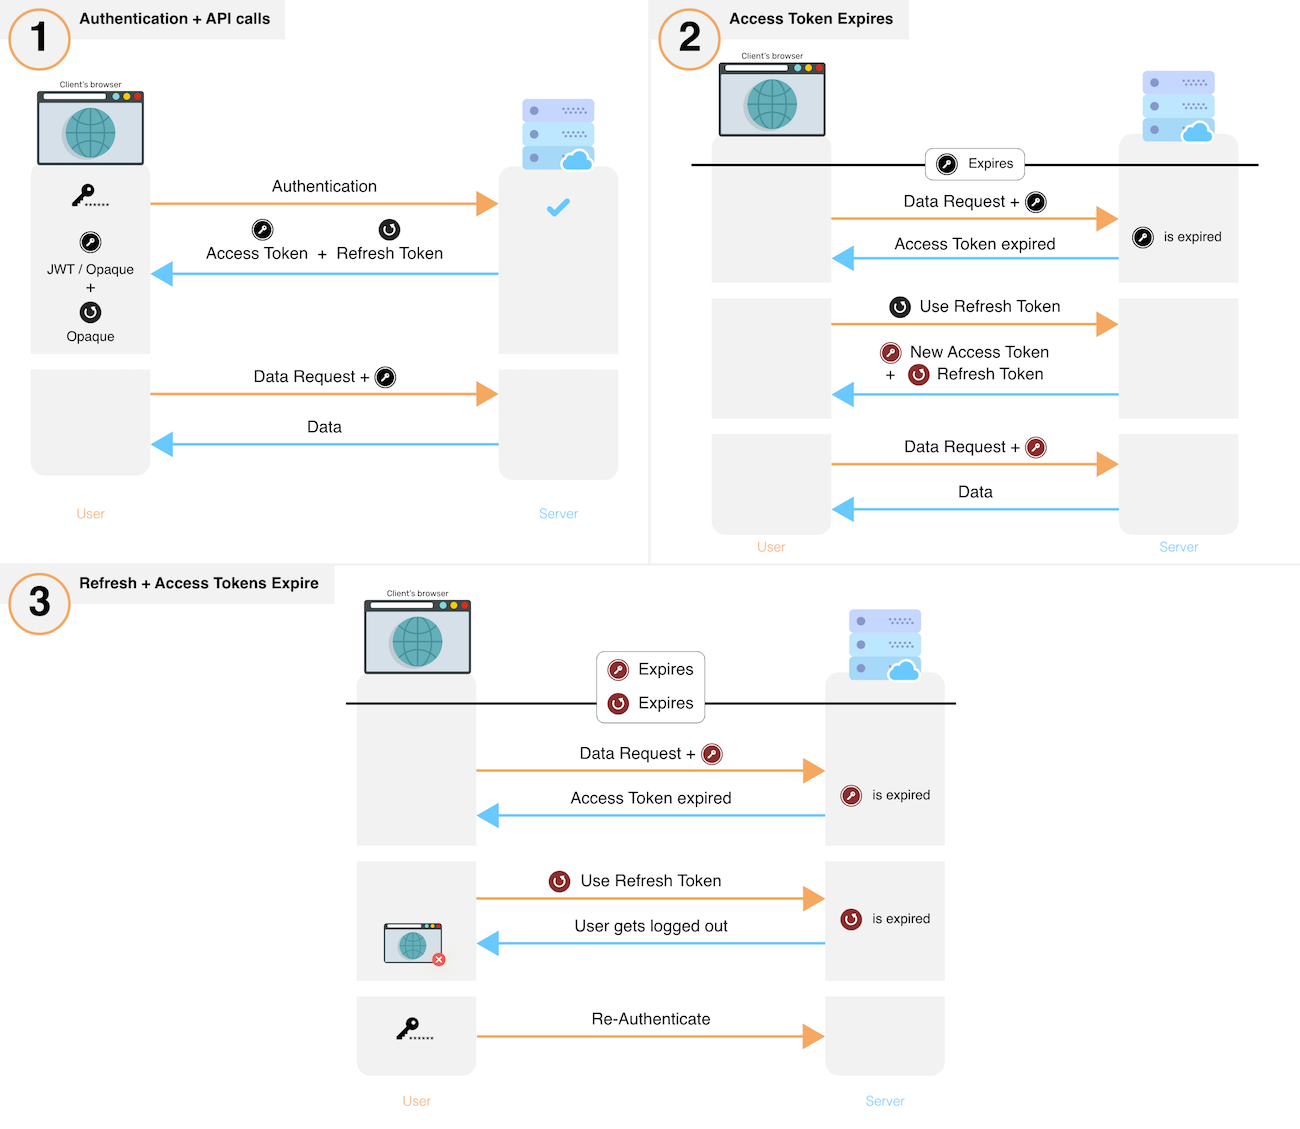 1
Authentication + API calls
Client's browser
******
Authentication
Access Token + Refresh Token
JWT / Opaque
+
Opaque
Data Request +
Data
User
Server
2
Access Token Expires
Client's browser
Expires
Data Request +
Access Token expired
is expired
Use Refresh Token
New Access Token
+ Refresh Token
Data Request +
Data
User
Server
3
Refresh + Access Tokens Expire
Client's browser
Expires
Expires
Data Request +
Access Token expired
is expired
Use Refresh Token
User gets logged out
is expired
Re-Authenticate
******
User
Server